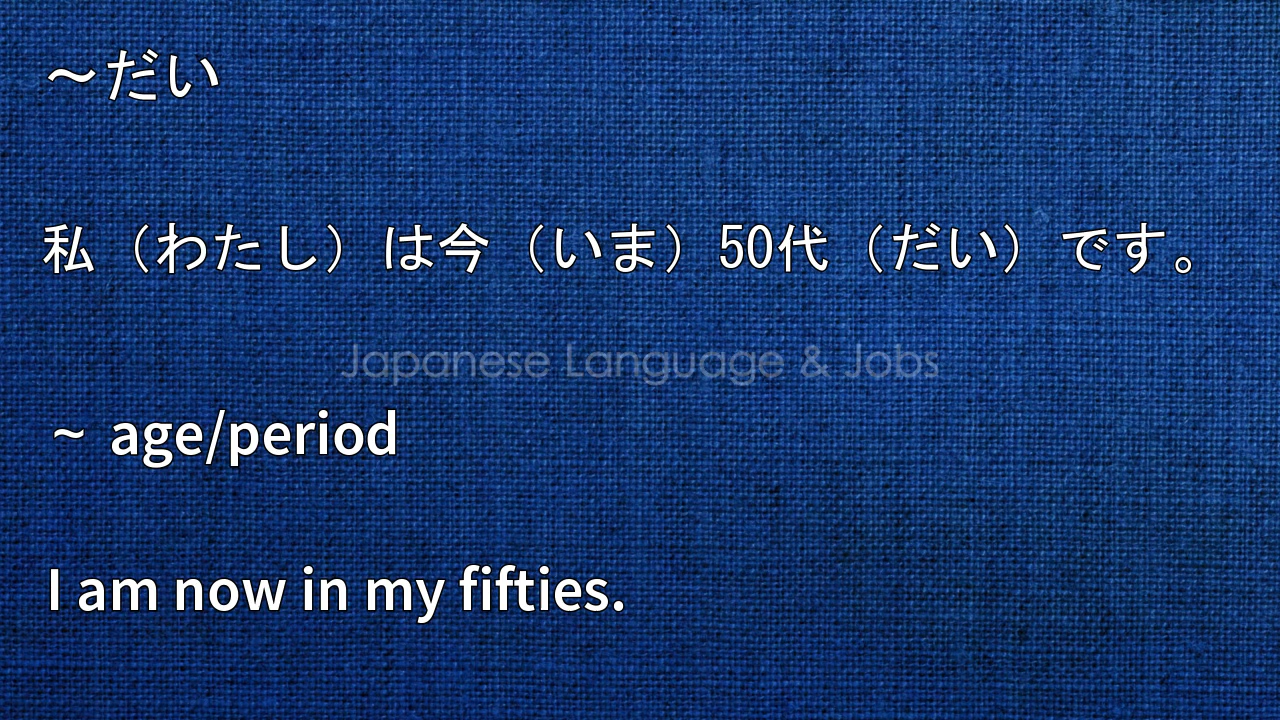 ～だい
私（わたし）は今（いま）50代（だい）です。
Japanese Language & Jobs
~ age/period
I am now in my fifties.